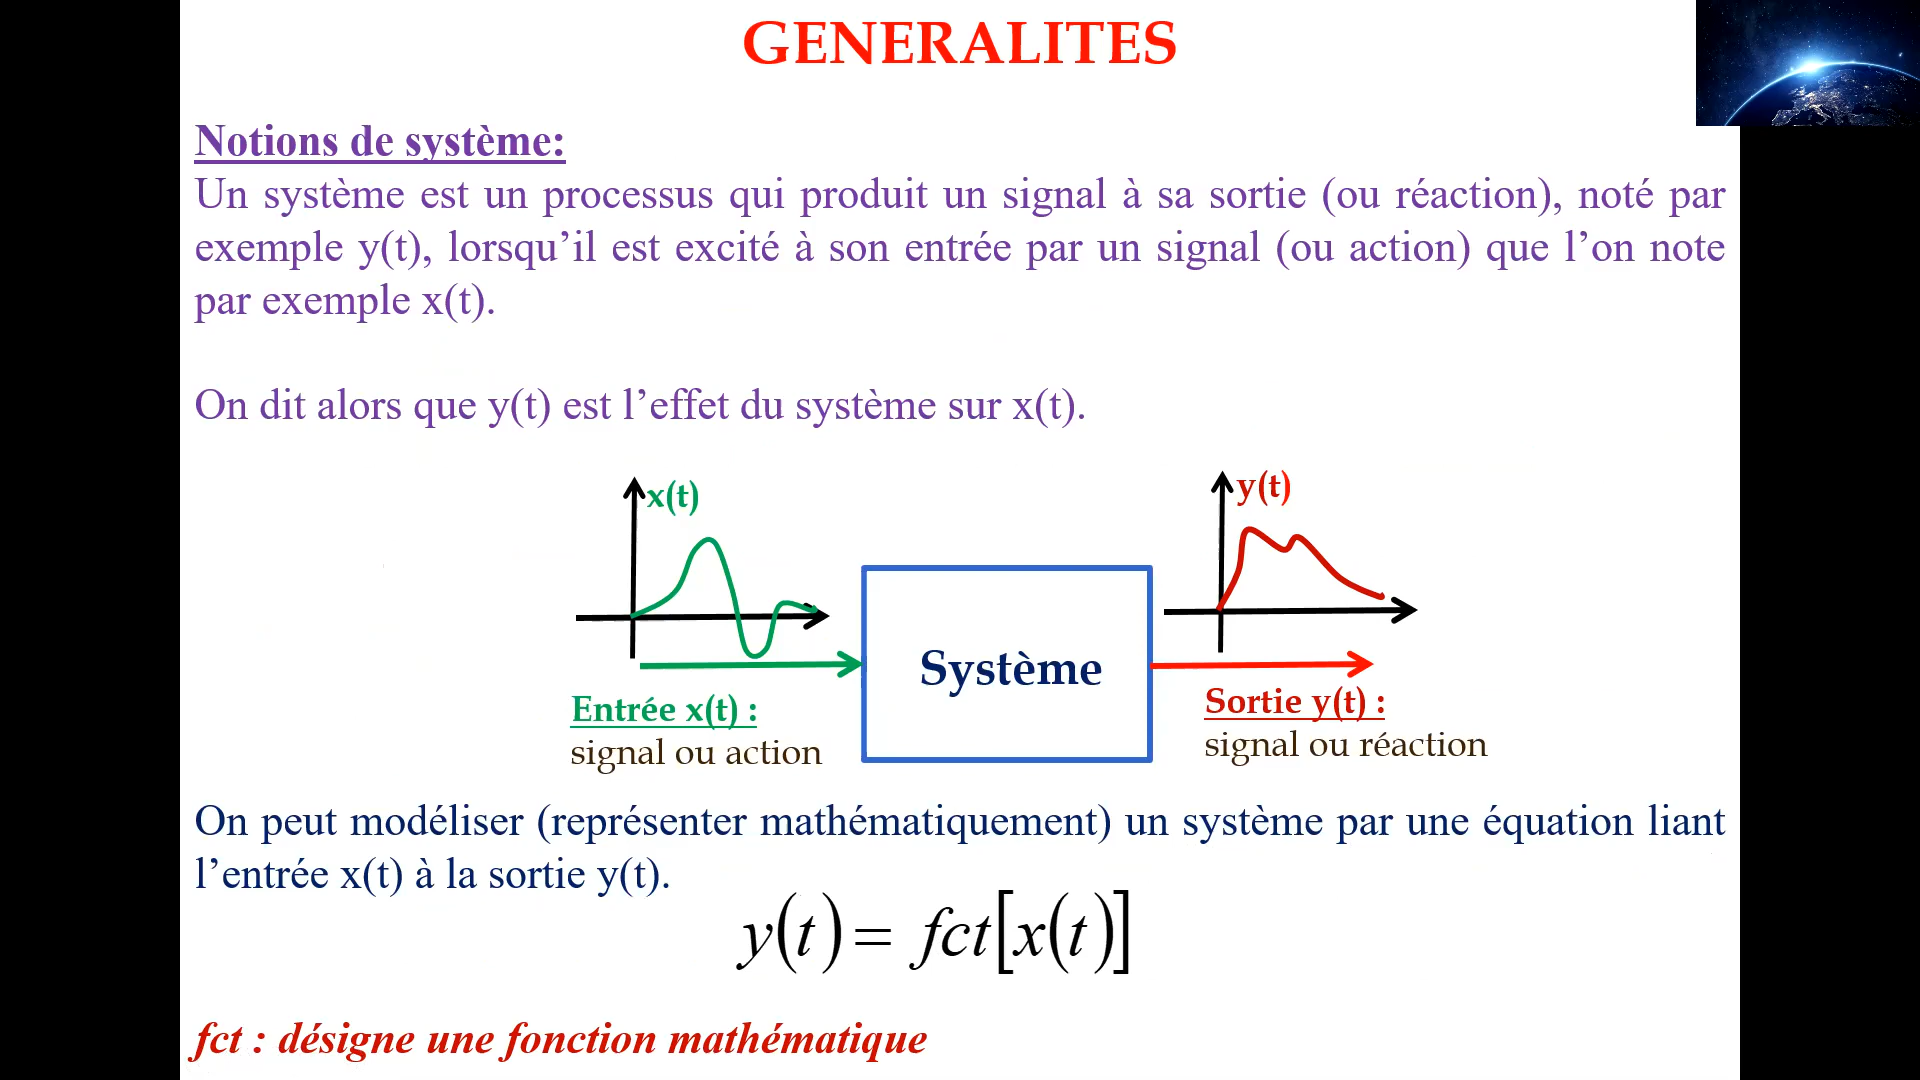 GENERALITES
Notions de système:
Un système est un processus qui produit un signal à sa sortie (ou réaction), noté par
exemple y(t), lorsqu’il est excité à son entrée par un signal (ou action) que l’on note
par exemple x(t).
On dit alors que y(t) est l’effet du système sur x(t).
x(t)
y(t)
Système
Entrée x(t) :
signal ou action
Sortie y(t) :
signal ou réaction
On peut modéliser (représenter mathématiquement) un système par une équation liant
l’entrée x(t) à la sortie y(t).
y(t) = fct[x(t)]
fct : désigne une fonction mathématique